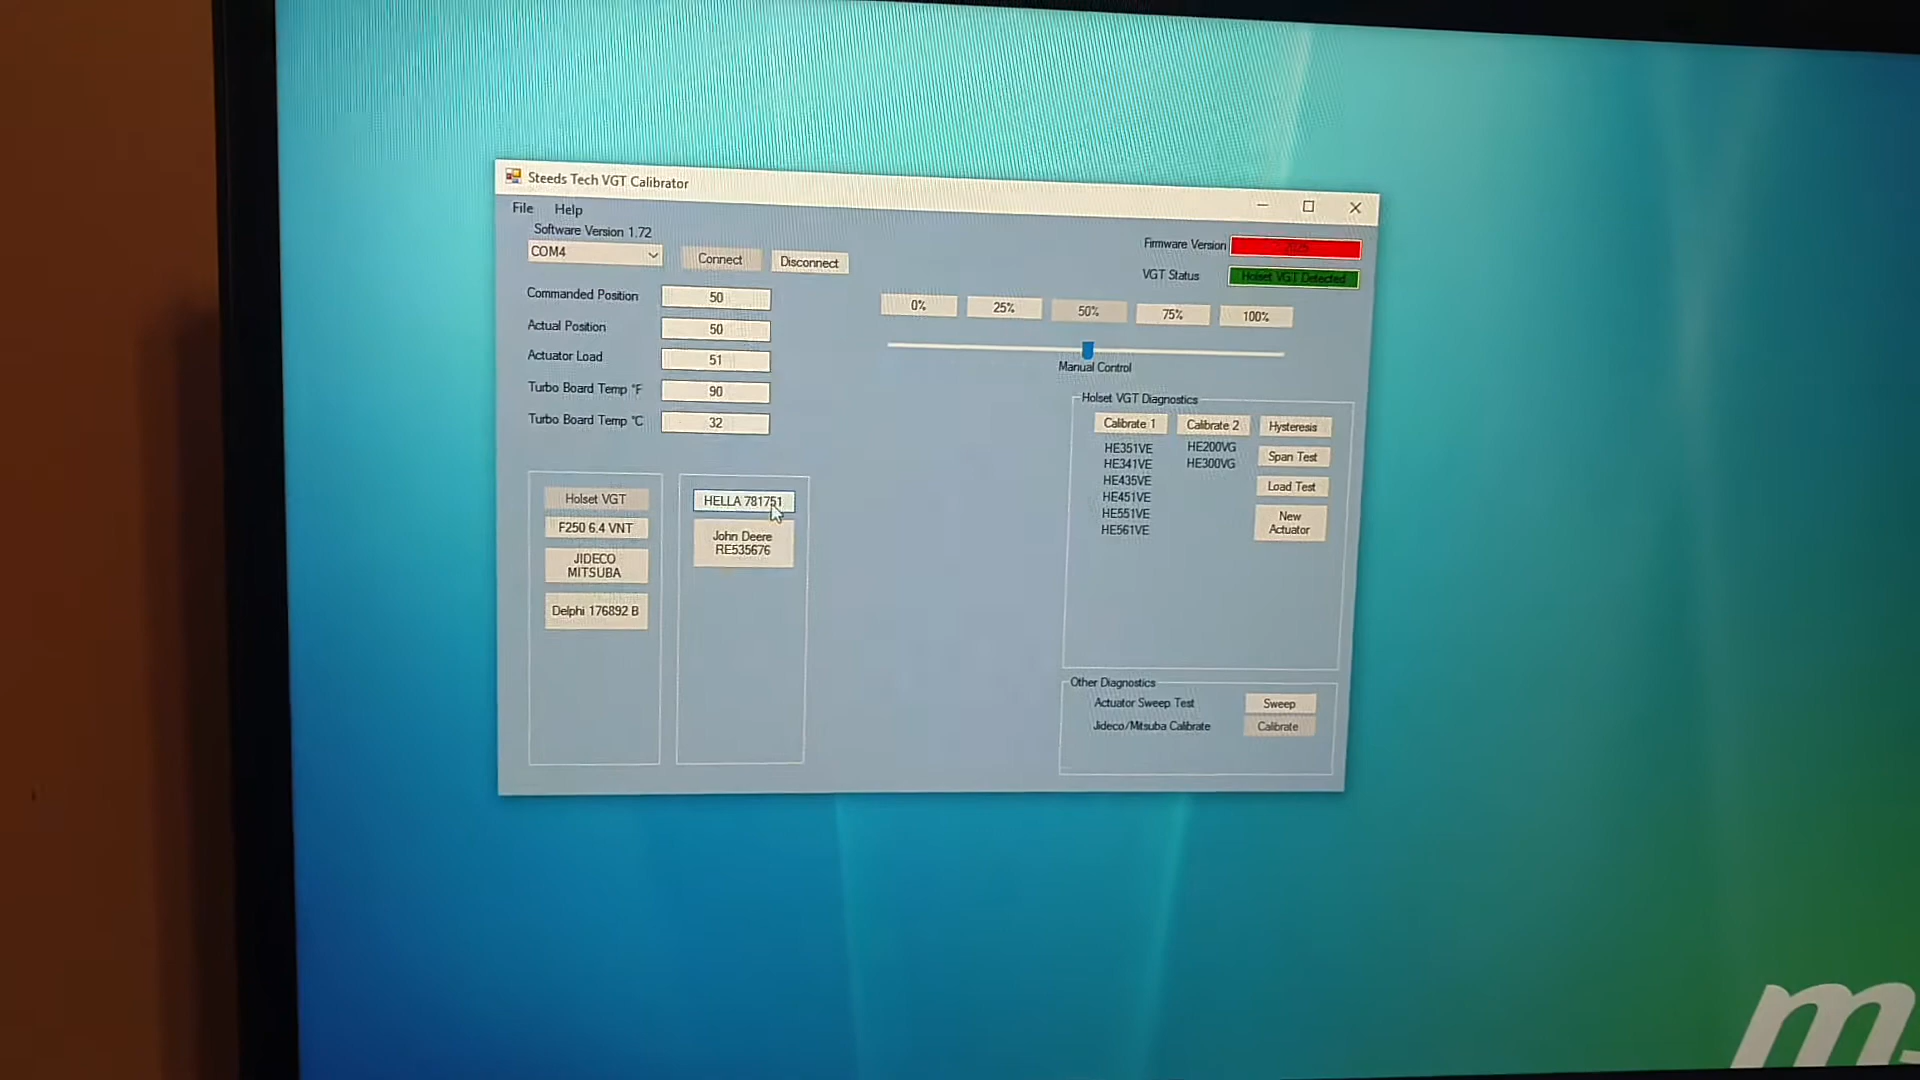 Steeds Tech VGT Calibrator
File Help
Software Version 1.72
COM4
Connect
Disconnect
Firmware Version
VGT Status
Holset VGT Detected
Commanded Position 50
Actual Position 50
Actuator Load 51
Turbo Board Temp °F 90
Turbo Board Temp °C 32
0% 25% 50% 75% 100%
Manual Control
Holset VGT Diagnostics
Calibrate 1
HE351VE
HE341VE
HE435VE
HE451VE
HE551VE
HE561VE
Calibrate 2
HE200VG
HE300VG
Hysteresis
Span Test
Load Test
New
Actuator
Holset VGT
F250 6.4 VNT
JIDECO
MITSUBA
Delphi 176892 B
HELLA 781751
John Deere
RE535676
Other Diagnostics
Actuator Sweep Test Sweep
Jideco/Mitsuba Calibrate Calibrate